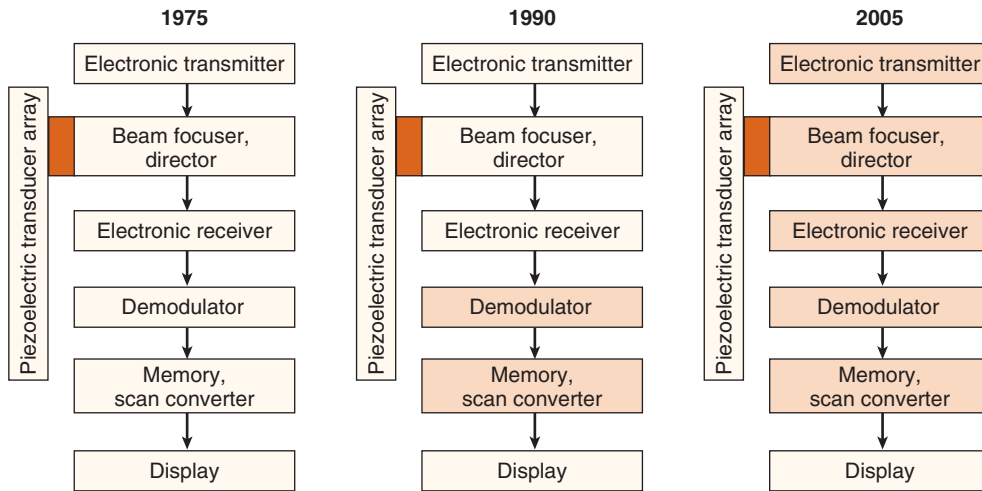 1975
Electronic transmitter
Piezoelectric transducer array
Beam focuser,
director
Electronic receiver
Demodulator
Memory,
scan converter
Display
1990
Electronic transmitter
Piezoelectric transducer array
Beam focuser,
director
Electronic receiver
Demodulator
Memory,
scan converter
Display
2005
Electronic transmitter
Piezoelectric transducer array
Beam focuser,
director
Electronic receiver
Demodulator
Memory,
scan converter
Display